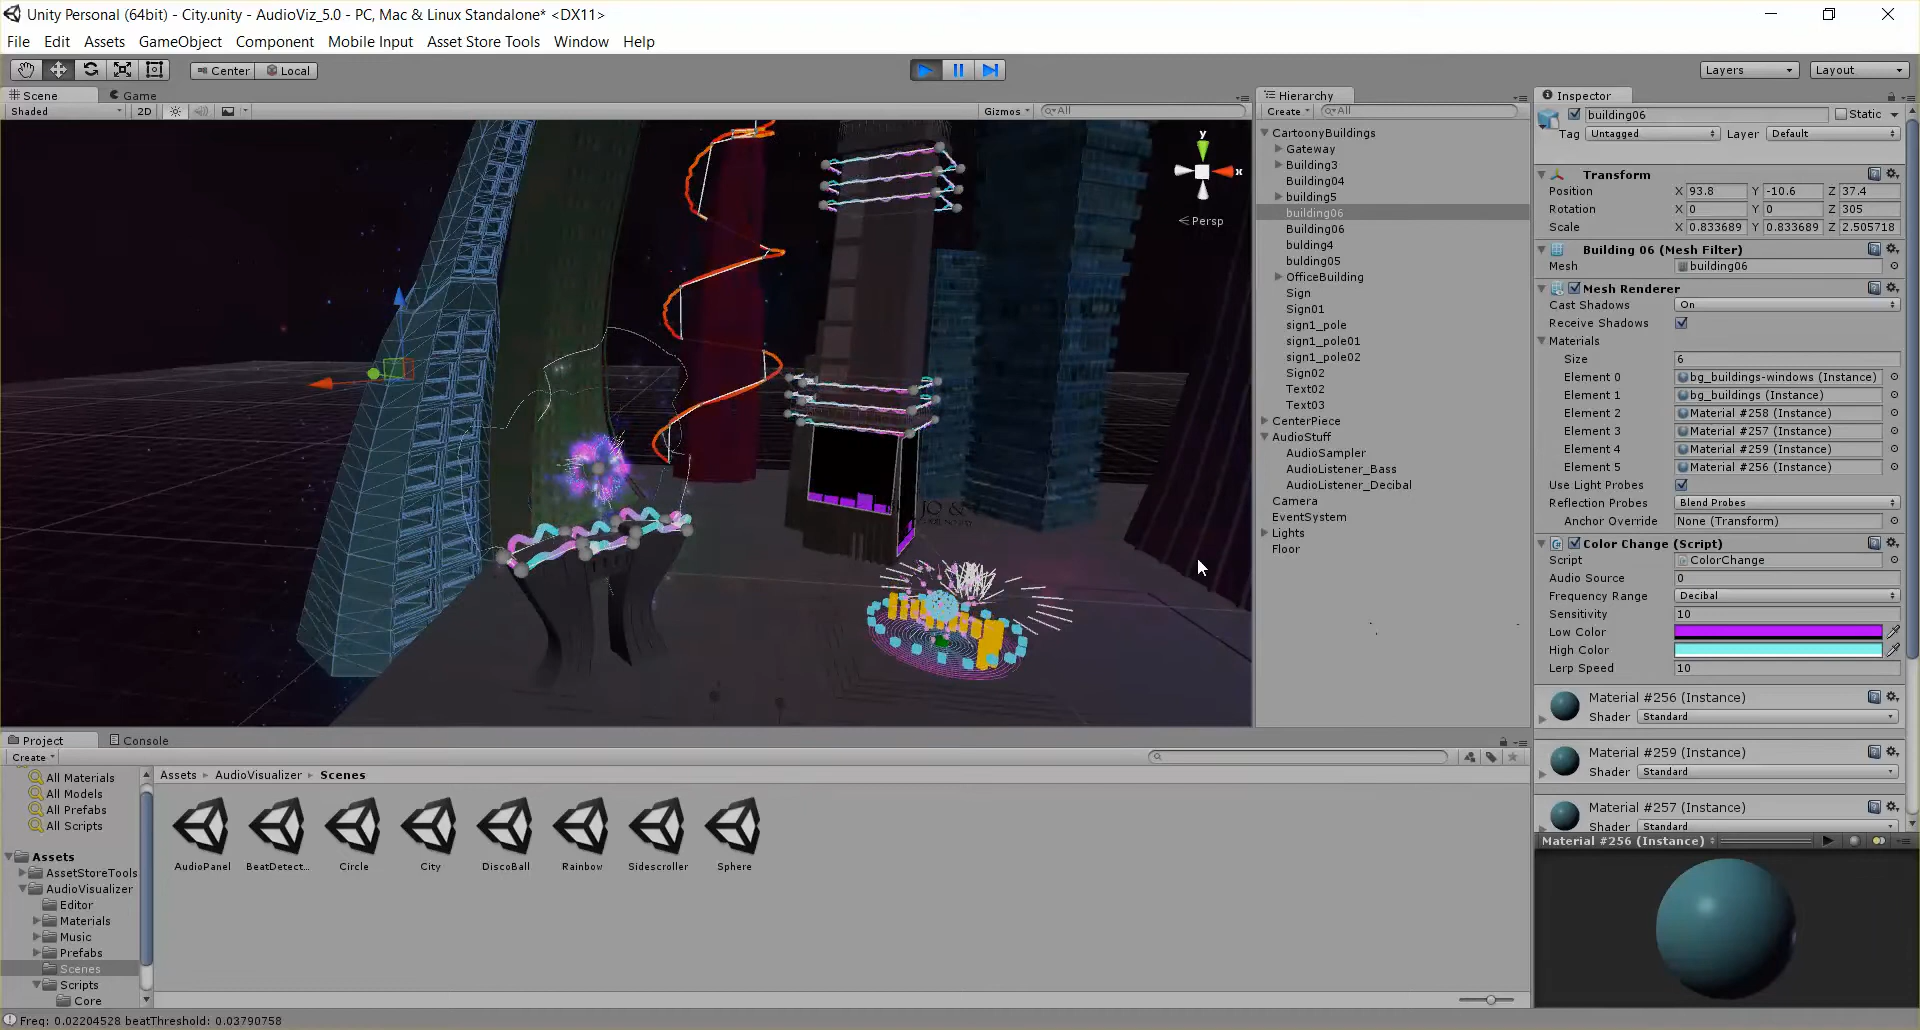 Unity Personal (64bit) - City.unity - AudioViz_5.0 - PC, Mac & Linux Standalone* <DX11>
File Edit Assets GameObject Component Mobile Input Asset Store Tools Window Help
Center Local Layers Layout
Scene Game
Shaded 2D Gizmos All
y
x
Persp
Hierarchy
Create All
CartoonyBuildings
Gateway
Building3
Building04
building5
building06
Building06
bulding4
bulding05
OfficeBuilding
Sign
Sign01
sign1_pole
sign1_pole01
sign1_pole02
Sign02
Text02
Text03
CenterPiece
AudioStuff
AudioSampler
AudioListener_Bass
AudioListener_Decibal
Camera
EventSystem
Lights
Floor
Inspector
building06 Static
Tag Untagged Layer Default
Transform
Position X 93.8 Y -10.6 Z 37.4
Rotation X 0 Y 0 Z 305
Scale X 0.833689 Y 0.833689 Z 2.505718
Building 06 (Mesh Filter)
Mesh building06
Mesh Renderer
Cast Shadows On
Receive Shadows
Materials
Size 6
Element 0 bg_buildings-windows (Instance)
Element 1 bg_buildings (Instance)
Element 2 Material #258 (Instance)
Element 3 Material #257 (Instance)
Element 4 Material #259 (Instance)
Element 5 Material #256 (Instance)
Use Light Probes
Reflection Probes Blend Probes
Anchor Override None (Transform)
Color Change (Script)
Script ColorChange
Audio Source 0
Frequency Range Decibal
Sensitivity 10
Low Color
High Color
Lerp Speed 10
Material #256 (Instance)
Shader Standard
Material #259 (Instance)
Shader Standard
Material #257 (Instance)
Shader Standard
Material #256 (Instance)
Project Console
Create
All Materials
All Models
All Prefabs
All Scripts
Assets
AssetStoreTools
AudioVisualizer
Editor
Materials
Music
Prefabs
Scenes
Scripts
Core
Assets AudioVisualizer Scenes
AudioPanel BeatDetect... Circle City DiscoBall Rainbow Sidescroller Sphere
Freq: 0.02204528 beatThreshold: 0.03790758